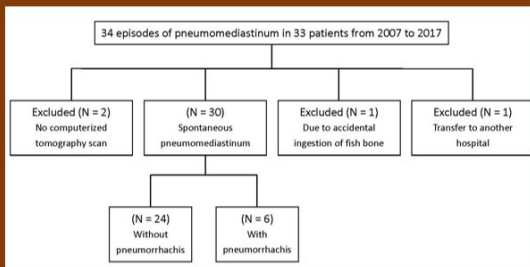 34 episodes of pneumomediastinum in 33 patients from 2007 to 2017
Excluded (N = 2)
No computerized
tomography scan
(N = 30)
Spontaneous
pneumomediastinum
Excluded (N = 1)
Due to accidental
ingestion of fish bone
Excluded (N = 1)
Transfer to another
hospital
(N = 24)
Without
pneumorrhachis
(N = 6)
With
pneumorrhachis